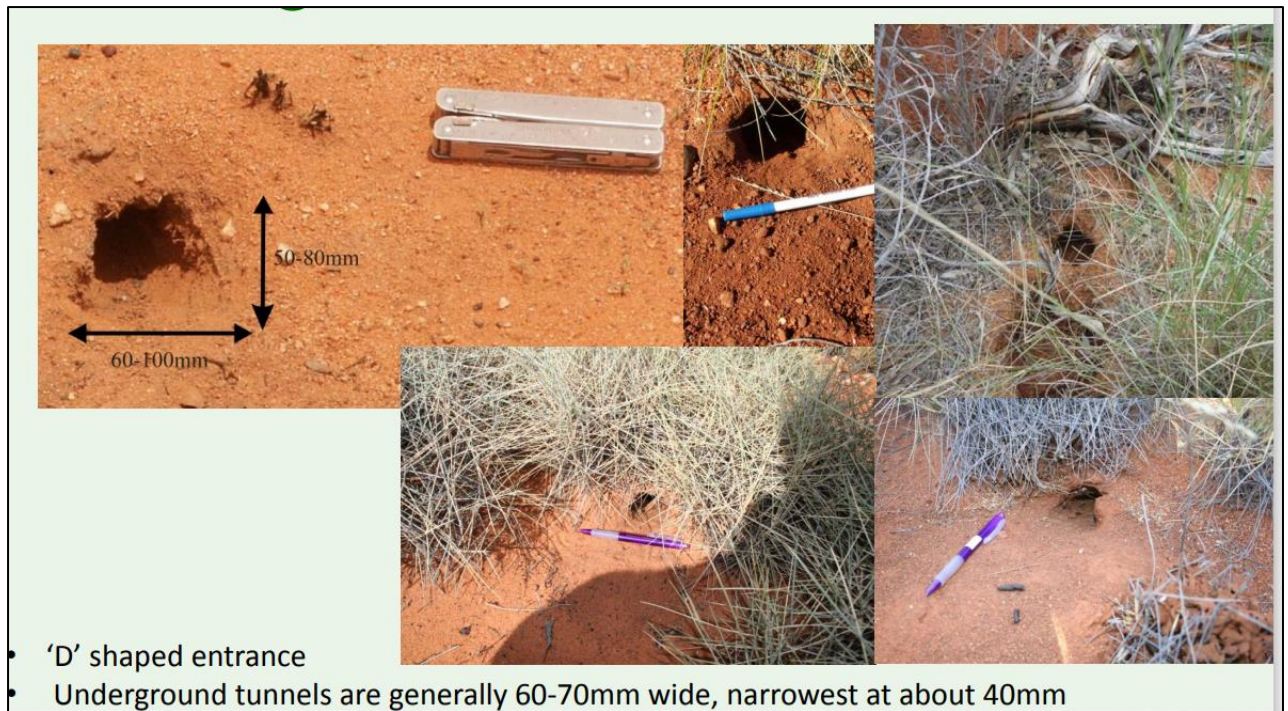 50-80mm
60-100mm
• ‘D’ shaped entrance
• Underground tunnels are generally 60-70mm wide, narrowest at about 40mm